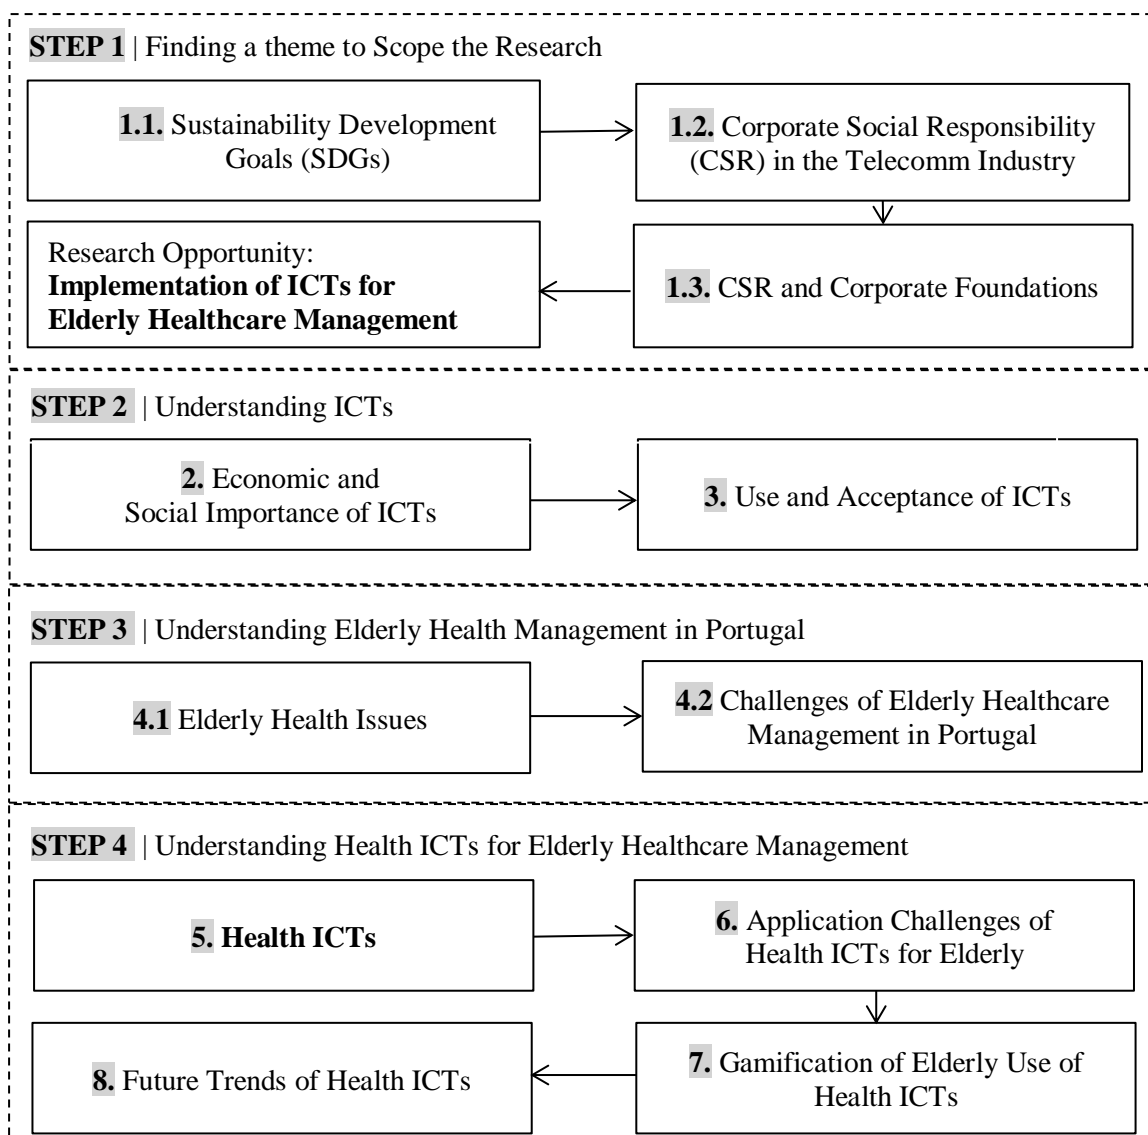 STEP 1 | Finding a theme to Scope the Research
1.1. Sustainability Development
Goals (SDGs)
1.2. Corporate Social Responsibility
(CSR) in the Telecomm Industry
Research Opportunity:
Implementation of ICTs for
Elderly Healthcare Management
1.3. CSR and Corporate Foundations
STEP 2 | Understanding ICTs
2. Economic and
Social Importance of ICTs
3. Use and Acceptance of ICTs
STEP 3 | Understanding Elderly Health Management in Portugal
4.1 Elderly Health Issues
4.2 Challenges of Elderly Healthcare
Management in Portugal
STEP 4 | Understanding Health ICTs for Elderly Healthcare Management
5. Health ICTs
6. Application Challenges of
Health ICTs for Elderly
8. Future Trends of Health ICTs
7. Gamification of Elderly Use of
Health ICTs